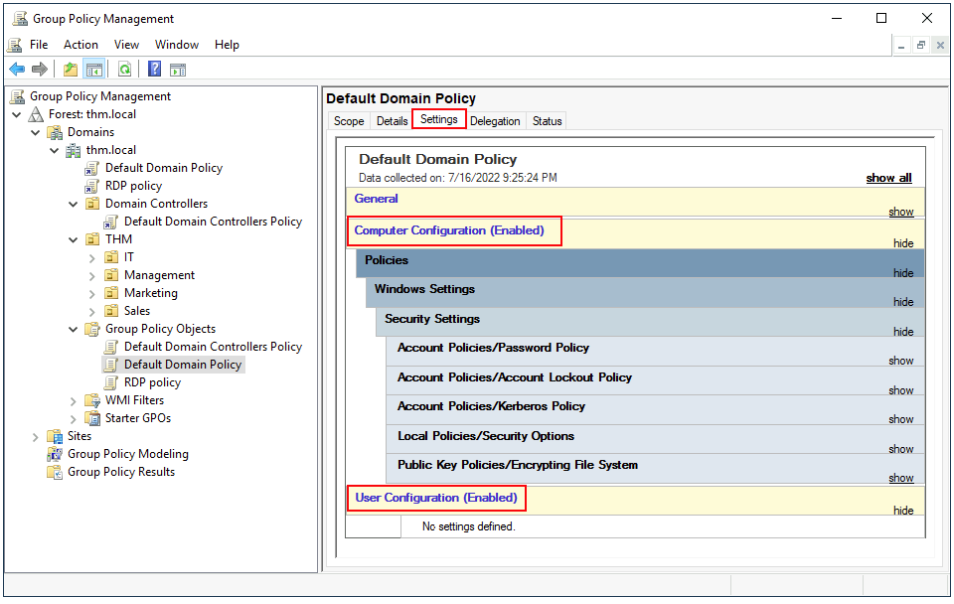 Group Policy Management
File Action View Window Help
Group Policy Management
Forest: thm.local
Domains
thm.local
Default Domain Policy
RDP policy
Domain Controllers
Default Domain Controllers Policy
THM
IT
Management
Marketing
Sales
Group Policy Objects
Default Domain Controllers Policy
Default Domain Policy
RDP policy
WMI Filters
Starter GPOs
Sites
Group Policy Modeling
Group Policy Results
Default Domain Policy
Scope Details Settings Delegation Status
Default Domain Policy
Data collected on: 7/16/2022 9:25:24 PM show all
General show
Computer Configuration (Enabled) hide
Policies hide
Windows Settings hide
Security Settings hide
Account Policies/Password Policy show
Account Policies/Account Lockout Policy show
Account Policies/Kerberos Policy show
Local Policies/Security Options show
Public Key Policies/Encrypting File System show
User Configuration (Enabled) hide
No settings defined.